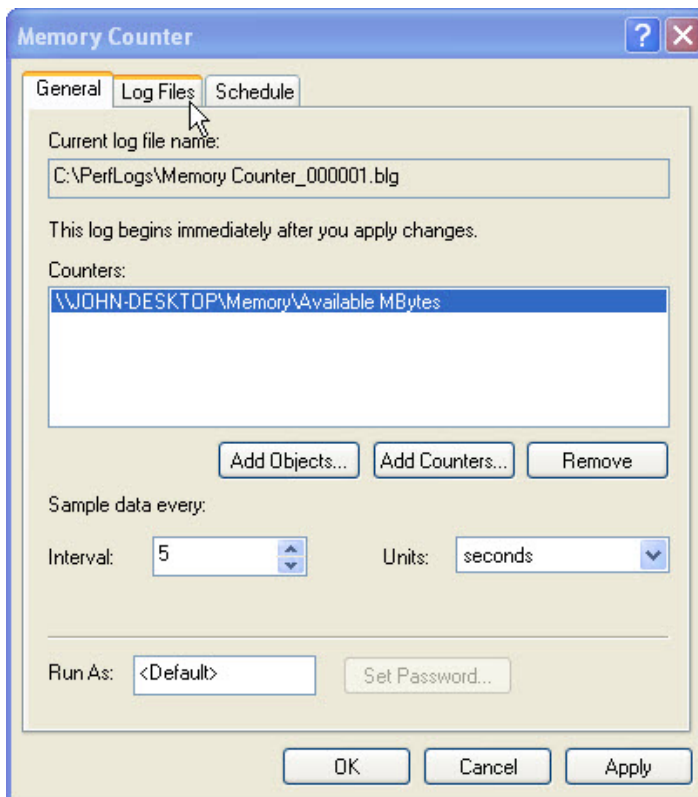 Memory Counter
General Log Files Schedule
Current log file name:
C:\PerfLogs\Memory Counter_000001.blg
This log begins immediately after you apply changes.
Counters:
\\JOHN-DESKTOP\Memory\Available MBytes
Add Objects... Add Counters... Remove
Sample data every:
Interval: 5 Units: seconds
Run As: <Default> Set Password...
OK Cancel Apply